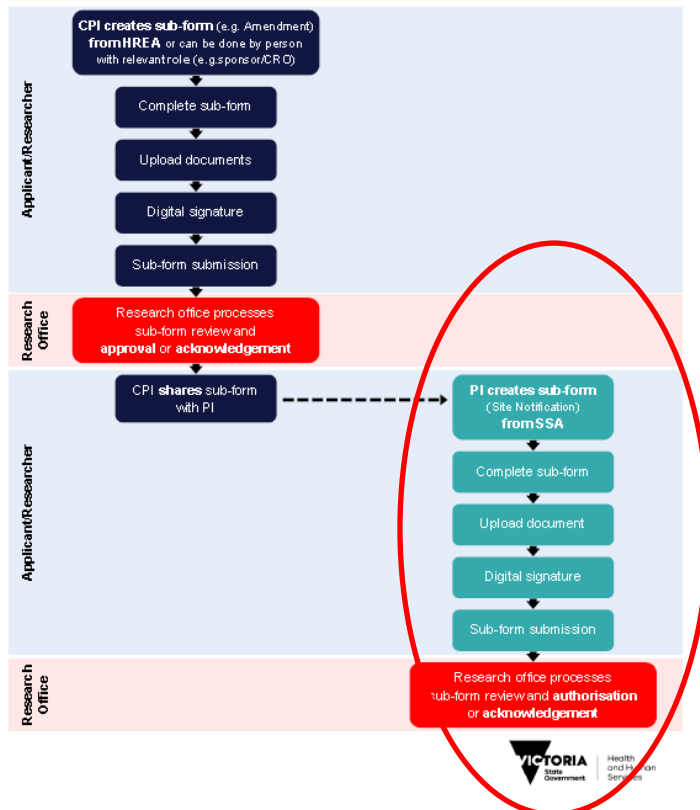 CPI creates sub-form (e.g. Amendment)
from HREA or can be done by person
with relevant role (e.g.sponsor/CRO)
Complete sub-form
Upload documents
Digital signature
Sub-form submission
Applicant/Researcher
Research office processes
sub-form review and
approval or acknowledgement
Research
Office
CPI shares sub-form
with PI
PI creates sub-form
(Site Notification)
from SSA
Complete sub-form
Upload document
Digital signature
Sub-form submission
Applicant/Researcher
Research office processes
sub-form review and authorisation
or acknowledgement
Research
Office
VICTORIA
State
Government
Health
and Human
Services